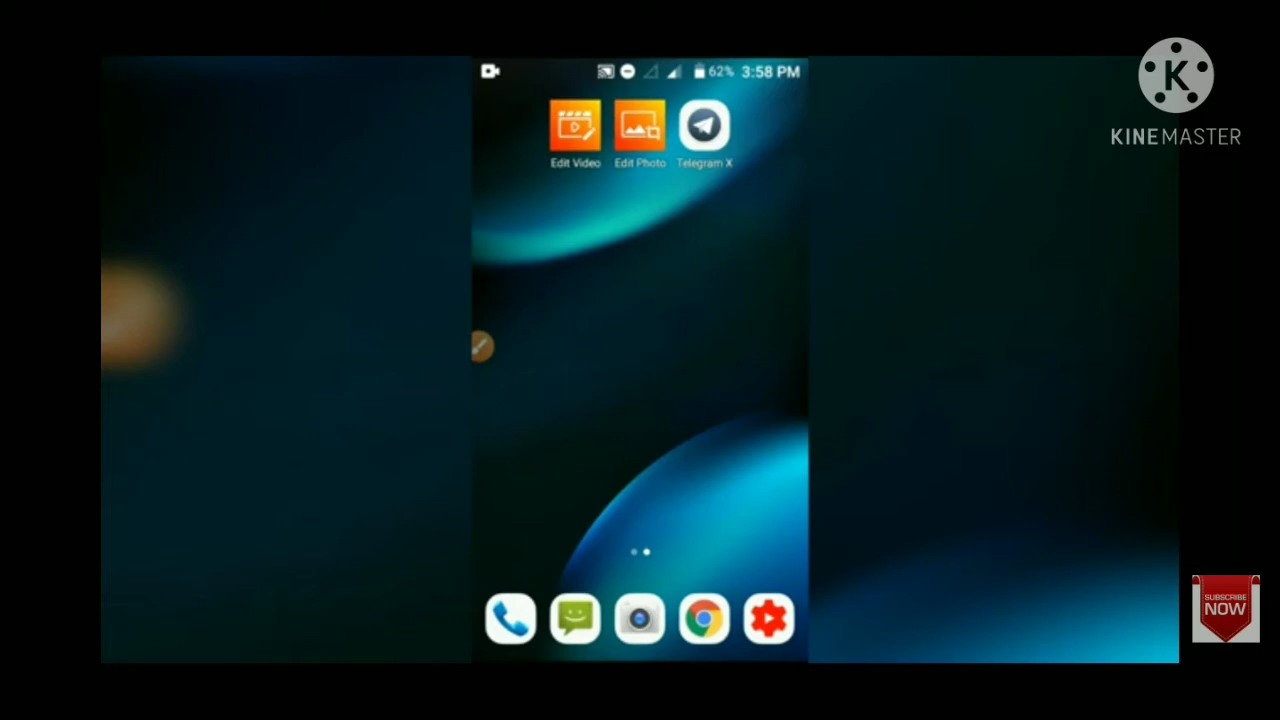 62% 3:58 PM
K
KINEMASTER
Edit Video Edit Photo Telegram X
SUBSCRIBE
NOW